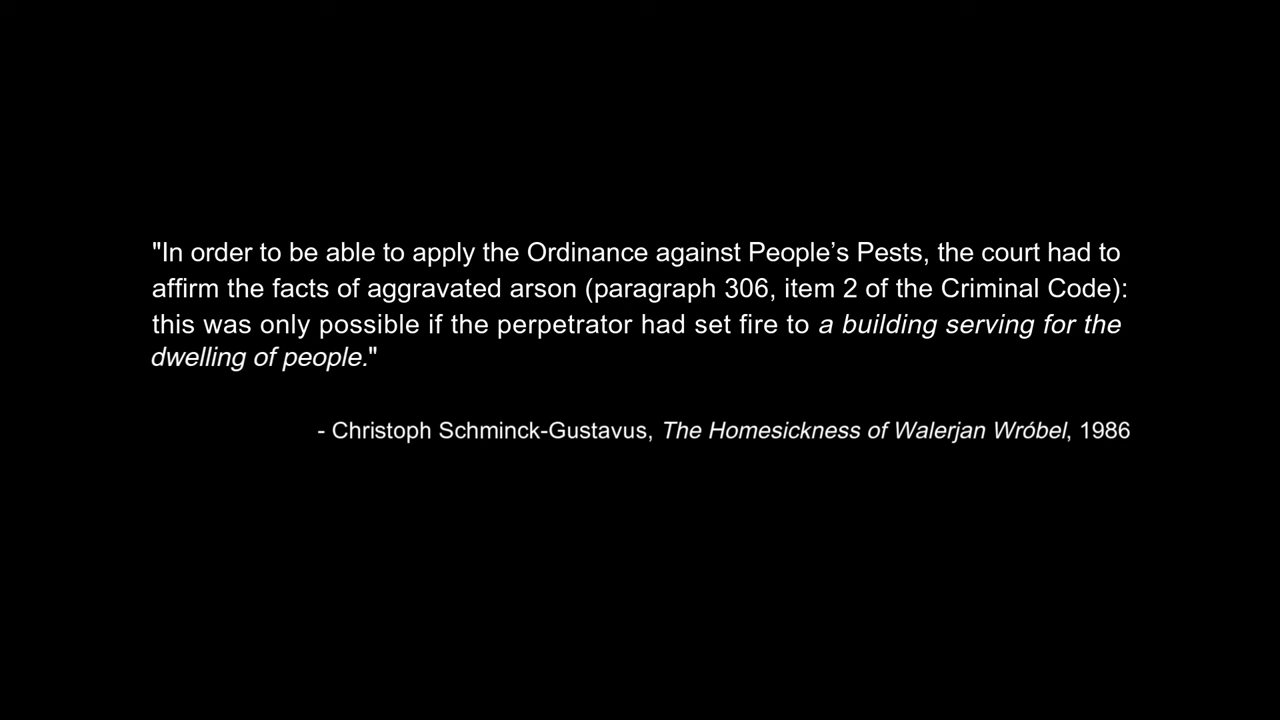 "In order to be able to apply the Ordinance against People’s Pests, the court had to
affirm the facts of aggravated arson (paragraph 306, item 2 of the Criminal Code):
this was only possible if the perpetrator had set fire to a building serving for the
dwelling of people."
- Christoph Schminck-Gustavus, The Homesickness of Walerjan Wróbel, 1986